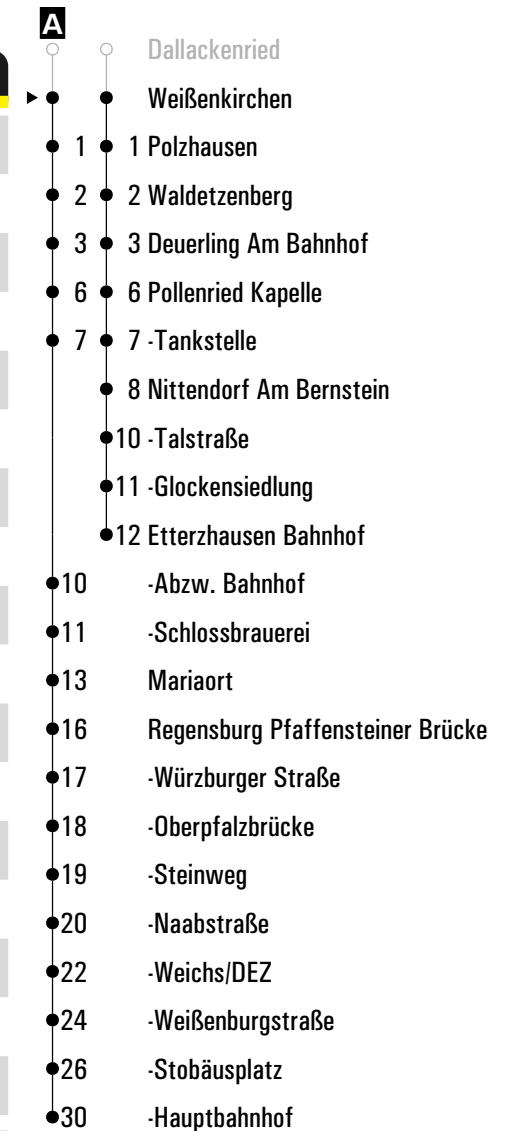 A
Dallackenried
Weißenkirchen
1 1 Polzhausen
2 2 Waldetzenberg
3 3 Deuerling Am Bahnhof
6 6 Pollenried Kapelle
7 7 -Tankstelle
8 Nittendorf Am Bernstein
10 -Talstraße
11 -Glockensiedlung
12 Etterzhausen Bahnhof
10 -Abzw. Bahnhof
11 -Schlossbrauerei
13 Mariaort
16 Regensburg Pfaffensteiner Brücke
17 -Würzburger Straße
18 -Oberpfalzbrücke
19 -Steinweg
20 -Naabstraße
22 -Weichs/DEZ
24 -Weißenburgstraße
26 -Stobäusplatz
30 -Hauptbahnhof